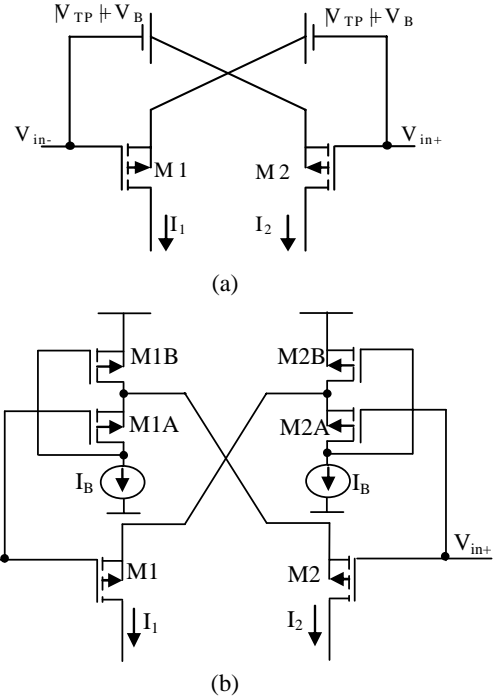 |V_TP|+V_B |V_TP|+V_B
V_in- V_in+
M1 M2
I_1 I_2
(a)
M1B M2B
M1A M2A
I_B I_B
V_in+
M1 M2
I_1 I_2
(b)